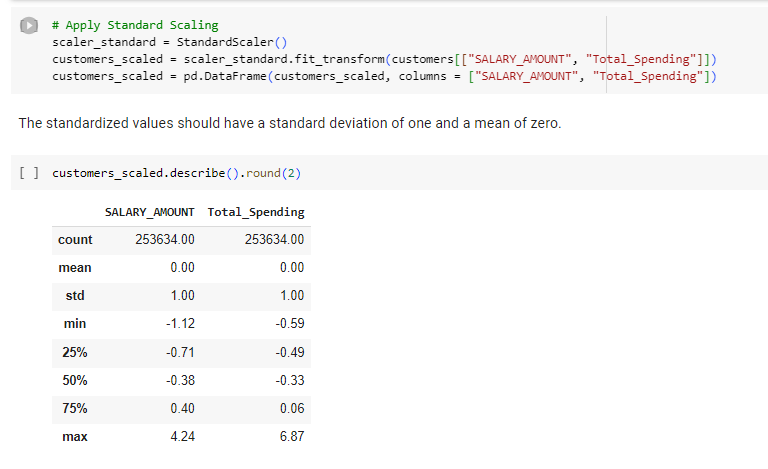 # Apply Standard Scaling
scaler_standard = StandardScaler()
customers_scaled = scaler_standard.fit_transform(customers[["SALARY_AMOUNT", "Total_Spending"]])
customers_scaled = pd.DataFrame(customers_scaled, columns = ["SALARY_AMOUNT", "Total_Spending"])
The standardized values should have a standard deviation of one and a mean of zero.
[ ] customers_scaled.describe().round(2)
SALARY_AMOUNT Total_Spending
count 253634.00 253634.00
mean 0.00 0.00
std 1.00 1.00
min -1.12 -0.59
25% -0.71 -0.49
50% -0.38 -0.33
75% 0.40 0.06
max 4.24 6.87